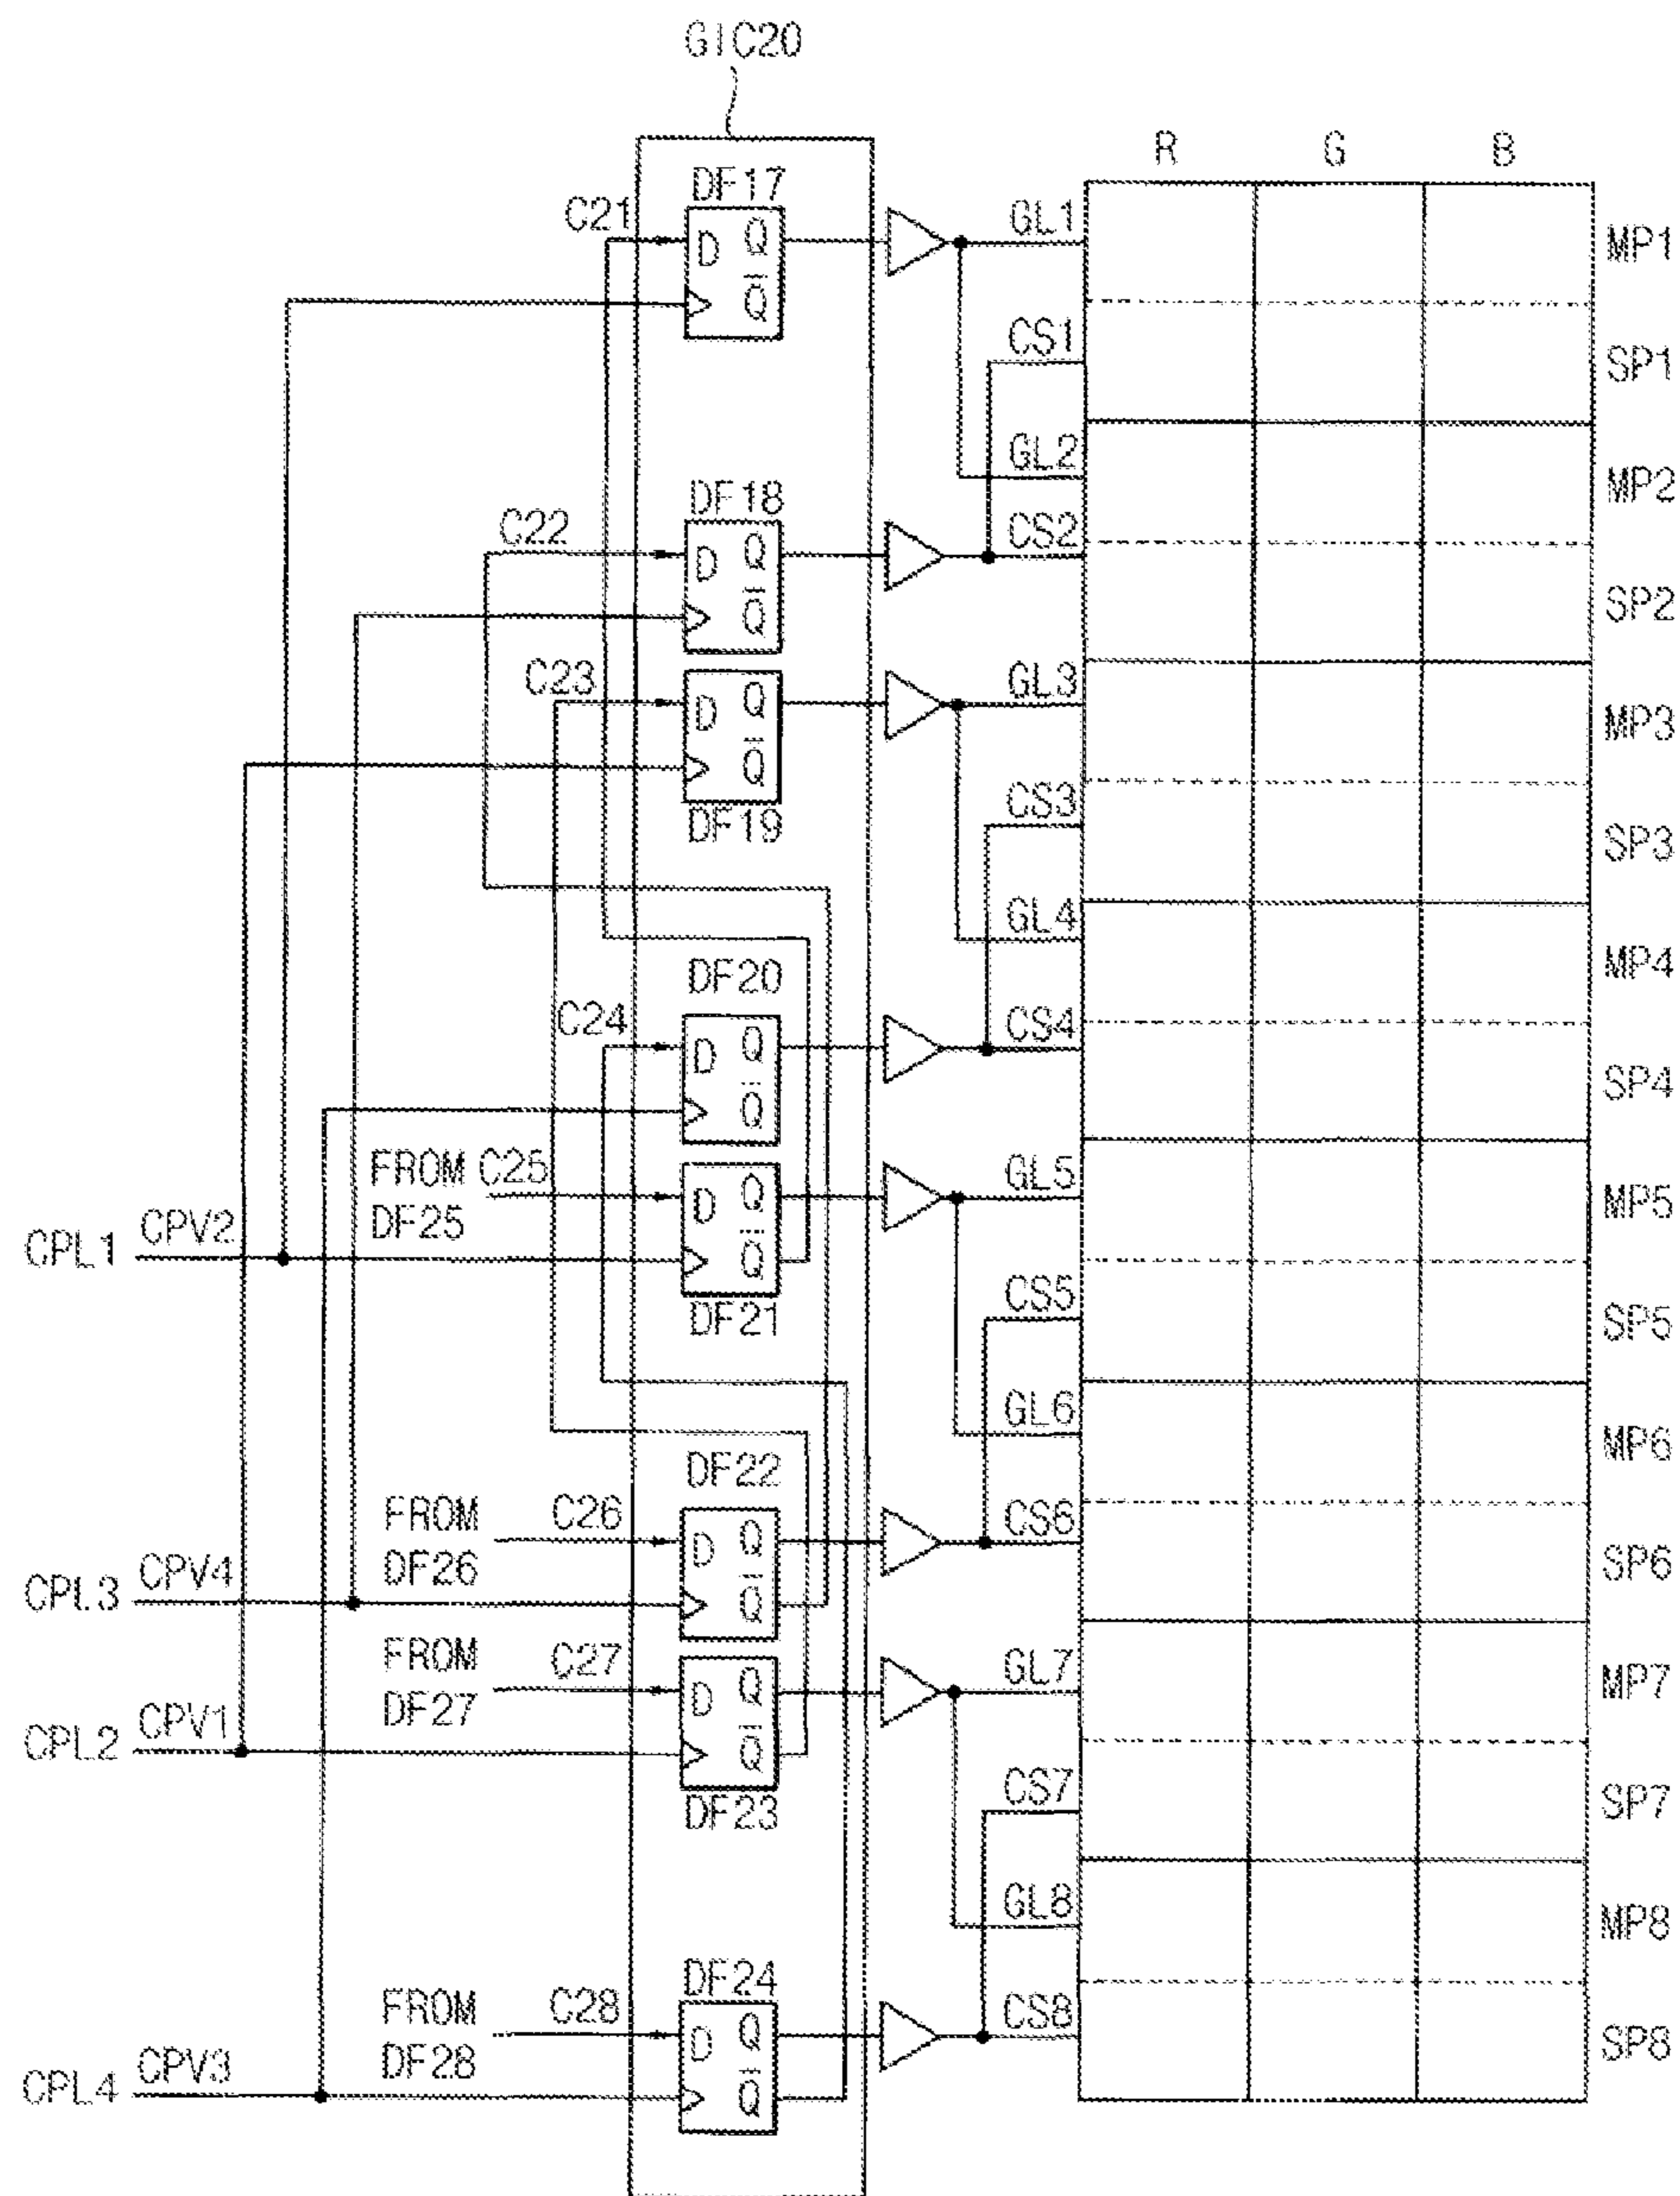 GIC20
R G B
DF17
C21
D Q
Q
GL1
MP1
CS1
SP1
GL2
MP2
DF18
C22
D Q
Q
CS2
SP2
C23
D Q
Q
DF19
GL3
MP3
CS3
SP3
GL4
MP4
DF20
C24
D Q
Q
CS4
SP4
FROM C25
DF25
D Q
Q
DF21
GL5
MP5
CPL1 CPV2
CS5
SP5
GL6
MP6
DF22
FROM C26
DF26
D Q
Q
CS6
SP6
CPL3 CPV4
FROM C27
DF27
D Q
Q
DF23
GL7
MP7
CPL2 CPV1
CS7
SP7
GL8
MP8
DF24
FROM C28
DF28
D Q
Q
CS8
SP8
CPL4 CPV3